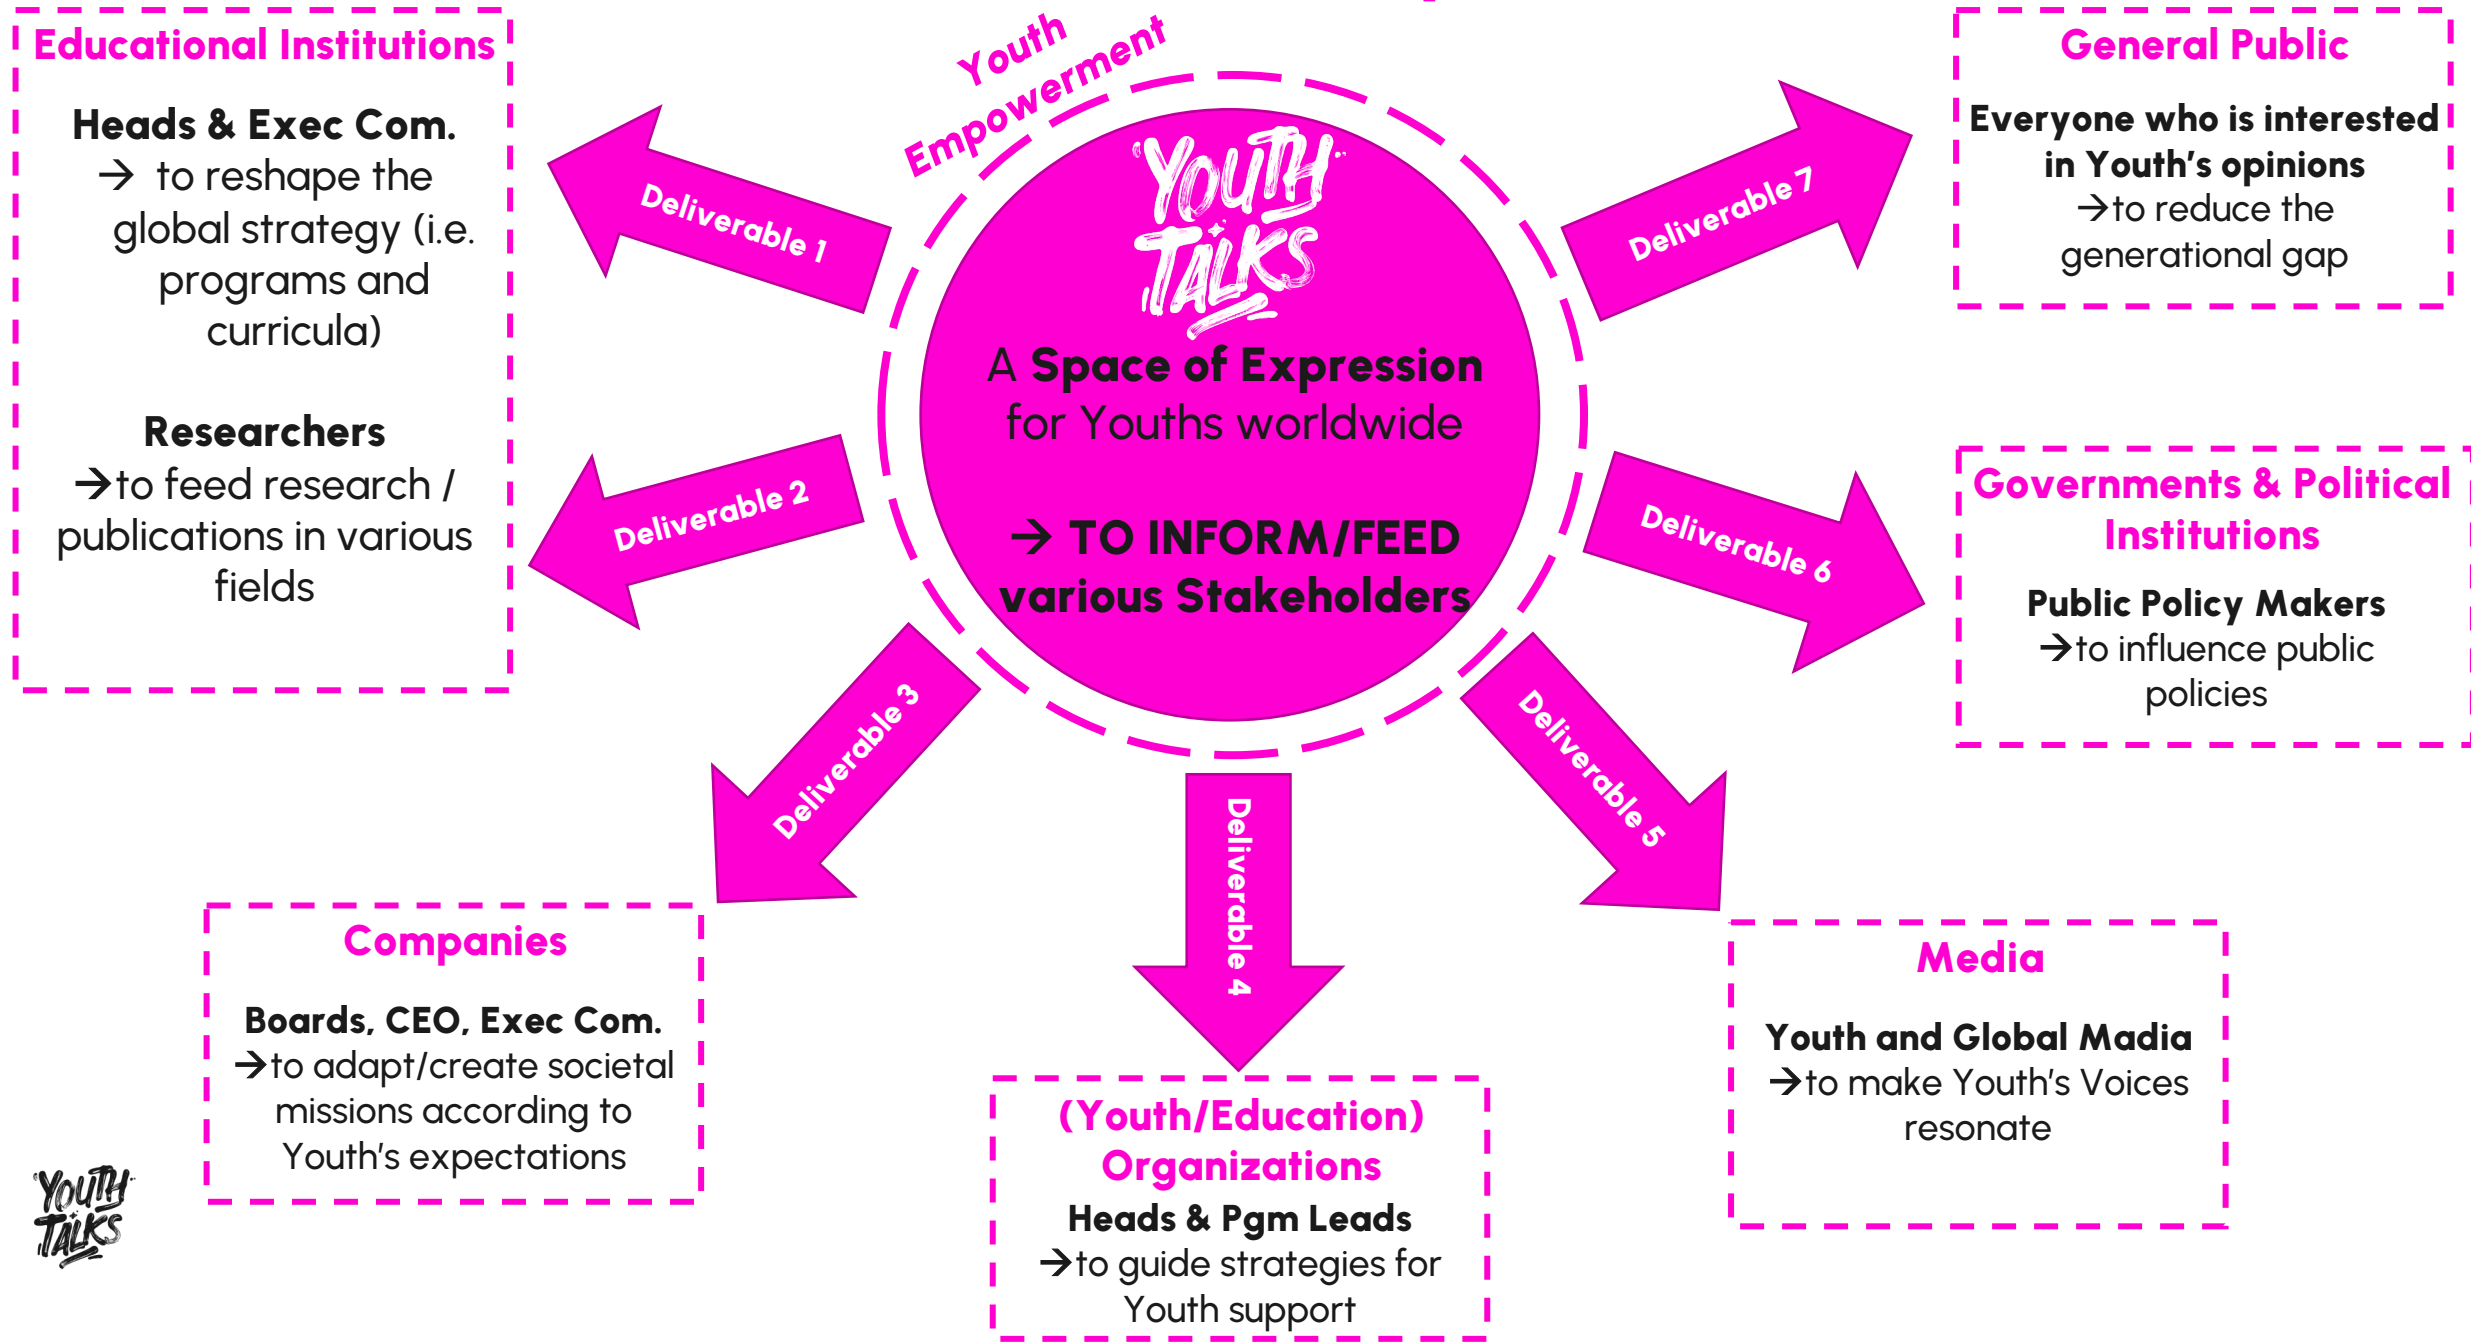 Educational Institutions
Heads & Exec Com.
→ to reshape the
global strategy (i.e.
programs and
curricula)
Researchers
→to feed research /
publications in various
fields
Youth
Empowerment
YOUTH
TALKS
A Space of Expression
for Youths worldwide
→ TO INFORM/FEED
various Stakeholders
Deliverable 1
Deliverable 2
Deliverable 3
Deliverable 4
Deliverable 5
Deliverable 6
Deliverable 7
General Public
Everyone who is interested
in Youth's opinions
→to reduce the
generational gap
Governments & Political
Institutions
Public Policy Makers
→to influence public
policies
Companies
Boards, CEO, Exec Com.
→to adapt/create societal
missions according to
Youth's expectations
(Youth/Education)
Organizations
Heads & Pgm Leads
→to guide strategies for
Youth support
Media
Youth and Global Madia
→to make Youth's Voices
resonate
YOUTH
TALKS